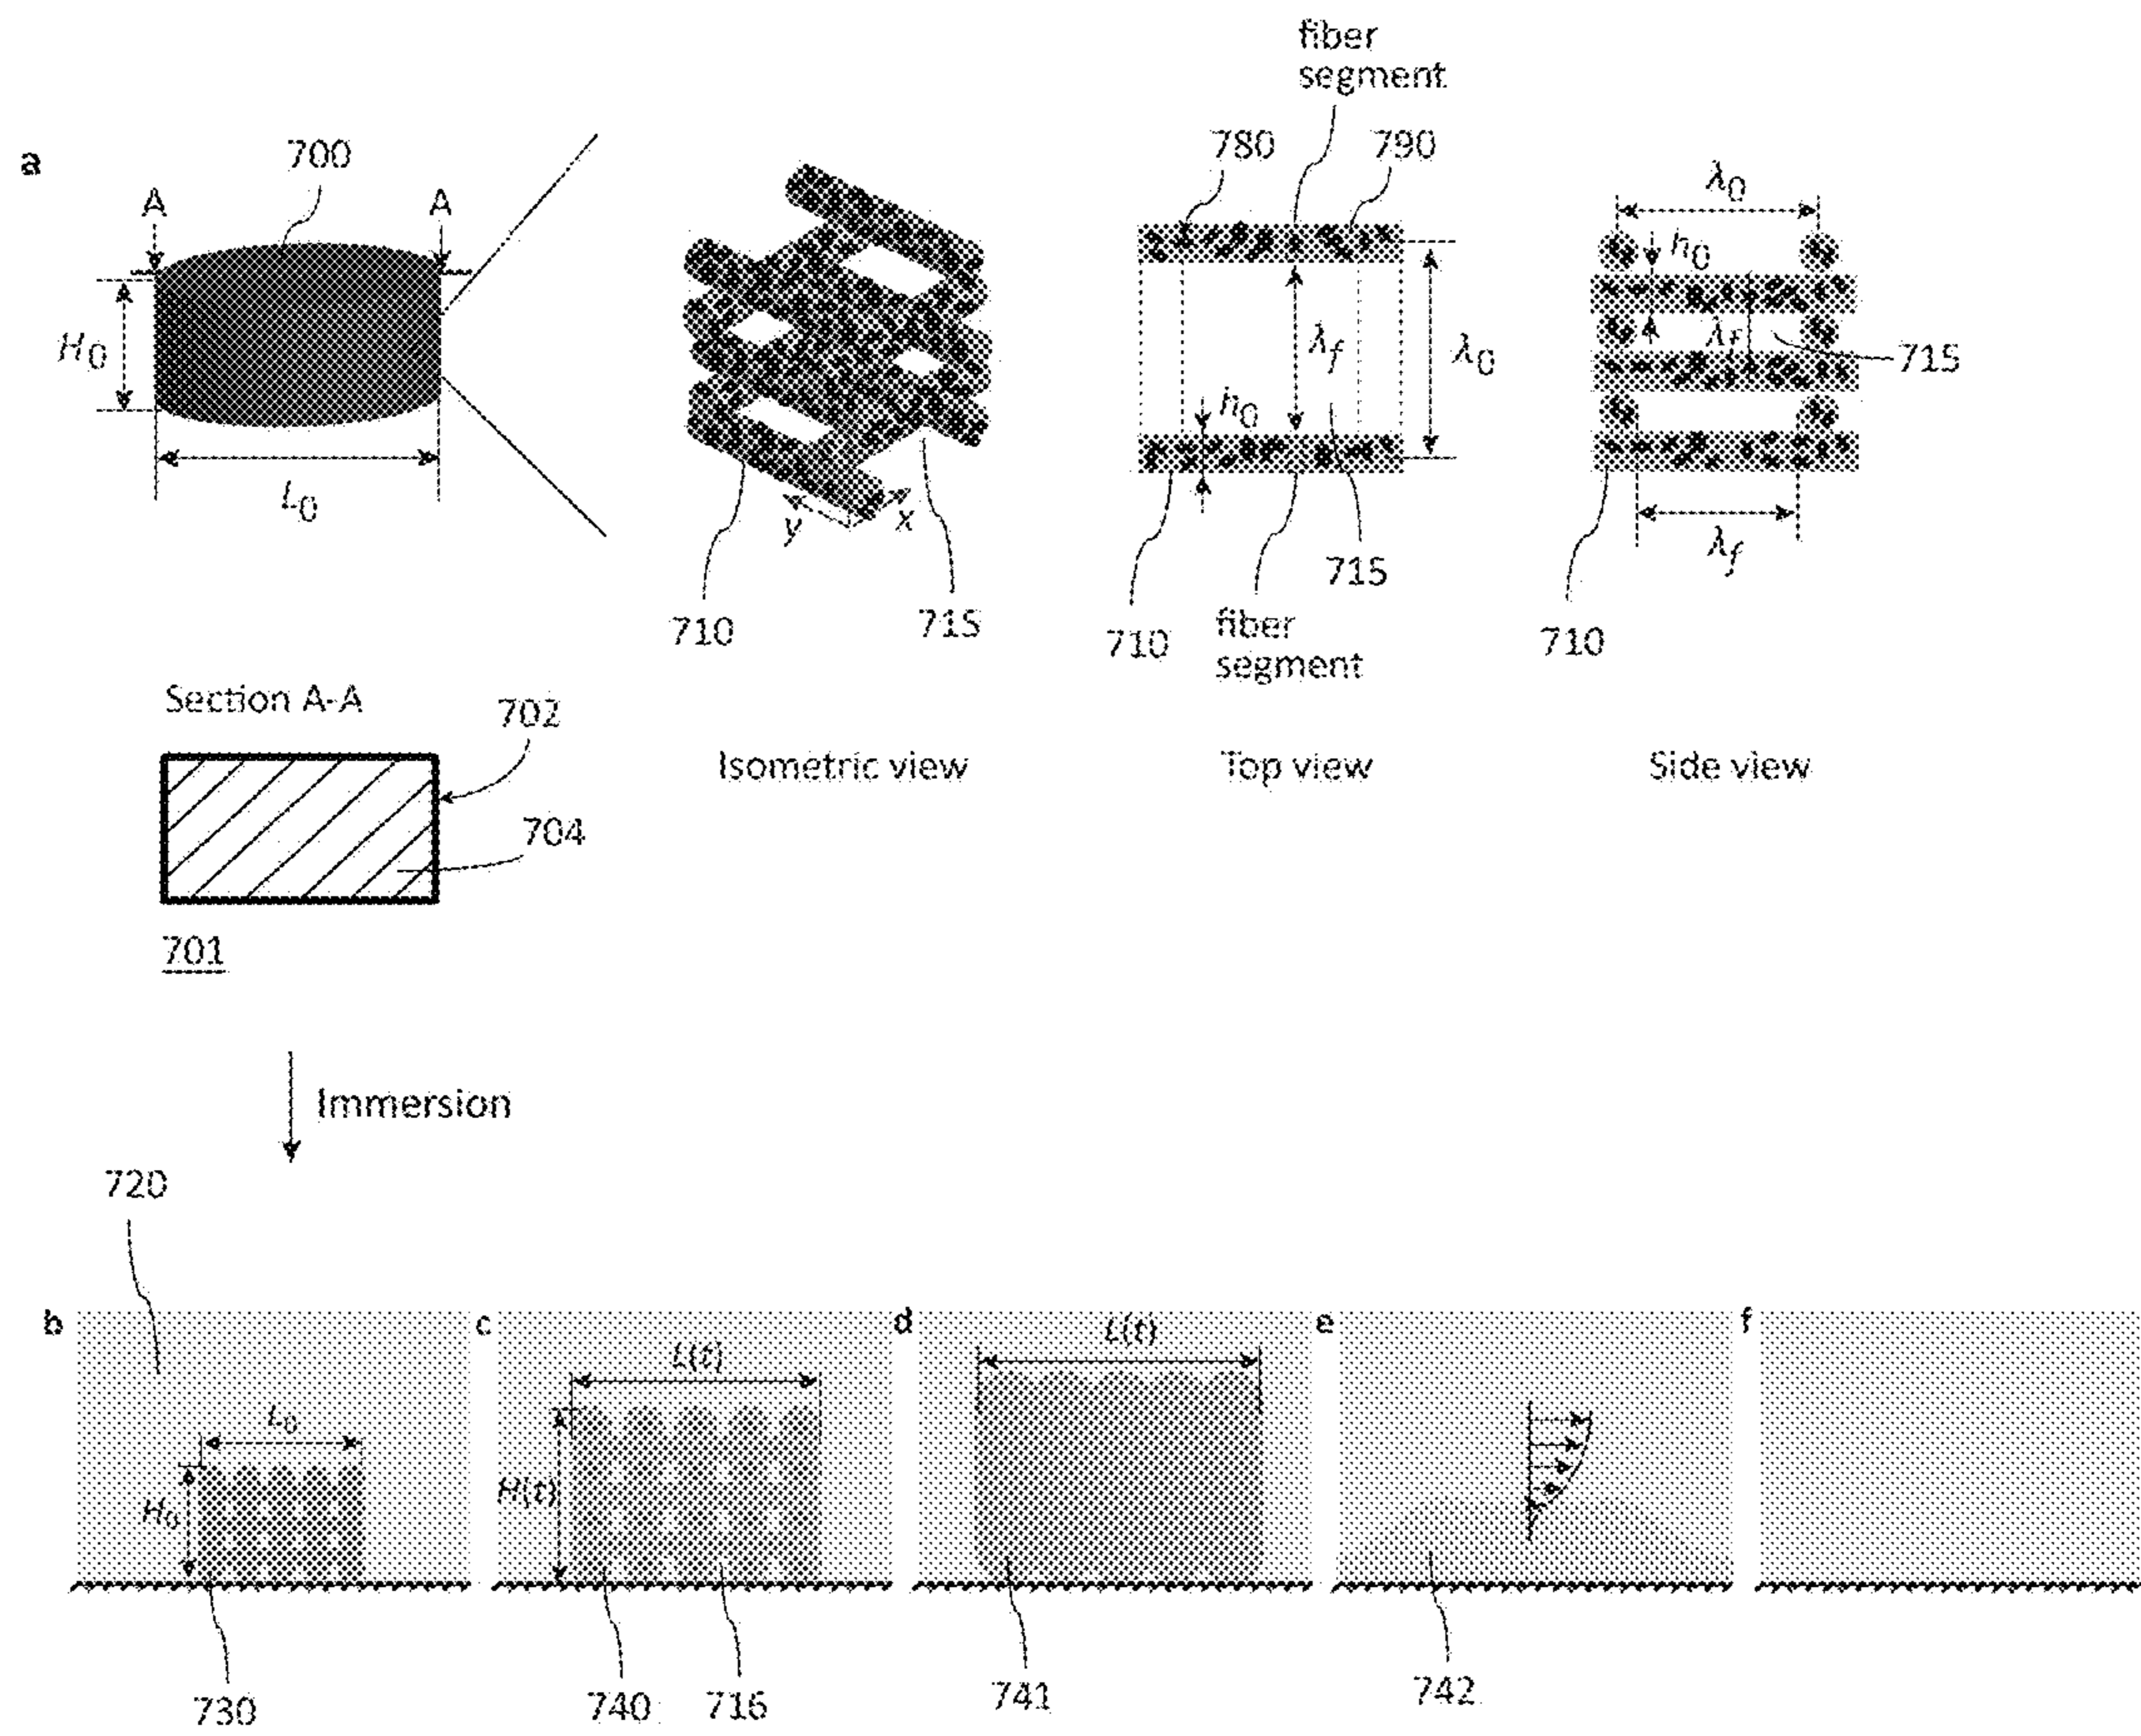 a
700
A
A
H0
L0
710
715
y
x
Isometric view
fiber
segment
780
790
λf
λ0
h0
715
710
fiber
segment
Top view
λ0
h0
λf
715
λf
710
Side view
Section A-A
702
704
701
Immersion
720
b
L0
H0
730
c
L(t)
H(t)
740
716
d
L(t)
741
e
742
f